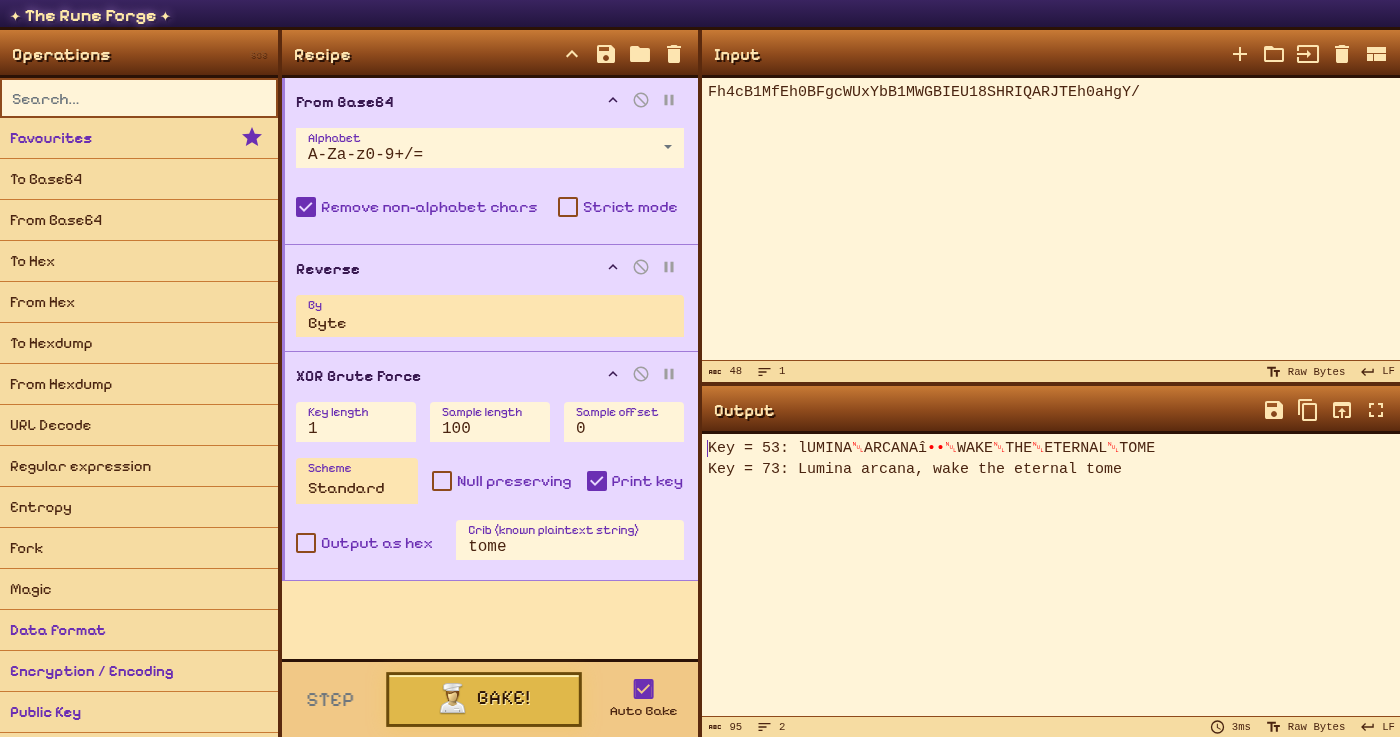 ✦ The Rune Forge ✦
Operations
Search...
Favourites
To Base64
From Base64
To Hex
From Hex
To Hexdump
From Hexdump
URL Decode
Regular expression
Entropy
Fork
Magic
Data format
Encryption / Encoding
Public Key
Recipe
From Base64
Alphabet
A-Za-z0-9+/=
Remove non-alphabet chars
Strict mode
Reverse
By
Byte
XOR Brute Force
Key length
1
Sample length
100
Sample offset
0
Scheme
Standard
Null preserving
Print key
Output as hex
Crib (known plaintext string)
tome
STEP
BAKE!
Auto Bake
Input
Fh4cB1MfEh0BFgcWUxYbB1MWGBIEU18SHRIQARJTEh0aHgY/
ABC 48 1
Raw Bytes LF
Output
Key = 53: lUMINA␀ARCANAî••␀WAKE␀THE␀ETERNAL␀TOME
Key = 73: Lumina arcana, wake the eternal tome
ABC 95 2
3ms Raw Bytes LF